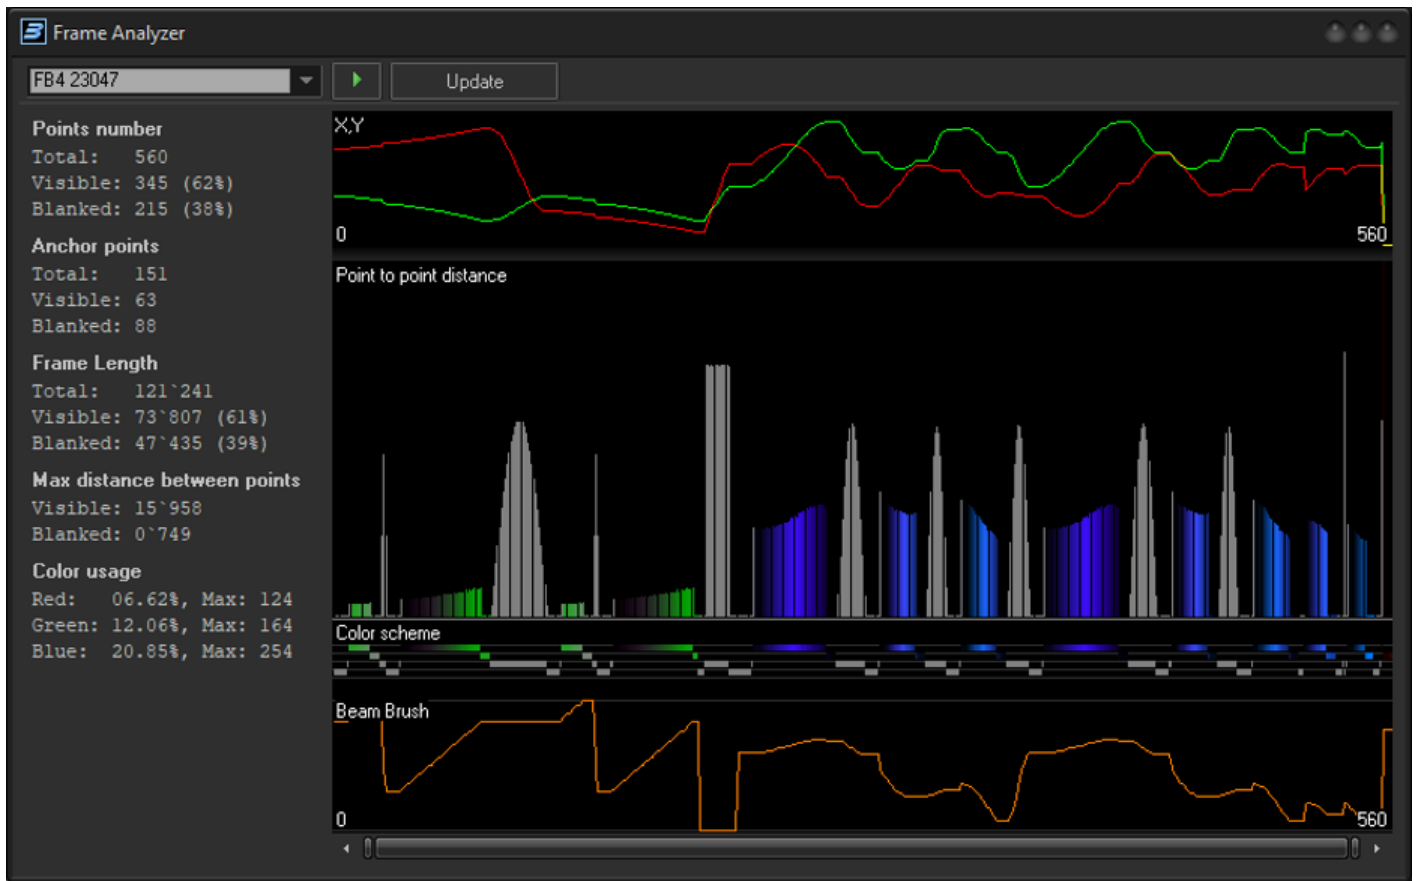 Frame Analyzer
FB4 23047
Update
Points number
Total: 560
Visible: 345 (62%)
Blanked: 215 (38%)
Anchor points
Total: 151
Visible: 63
Blanked: 88
Frame Length
Total: 121`241
Visible: 73`807 (61%)
Blanked: 47`435 (39%)
Max distance between points
Visible: 15`958
Blanked: 0`749
Color usage
Red: 06.62%, Max: 124
Green: 12.06%, Max: 164
Blue: 20.85%, Max: 254
X,Y
0
560
Point to point distance
Color scheme
Beam Brush
0
560